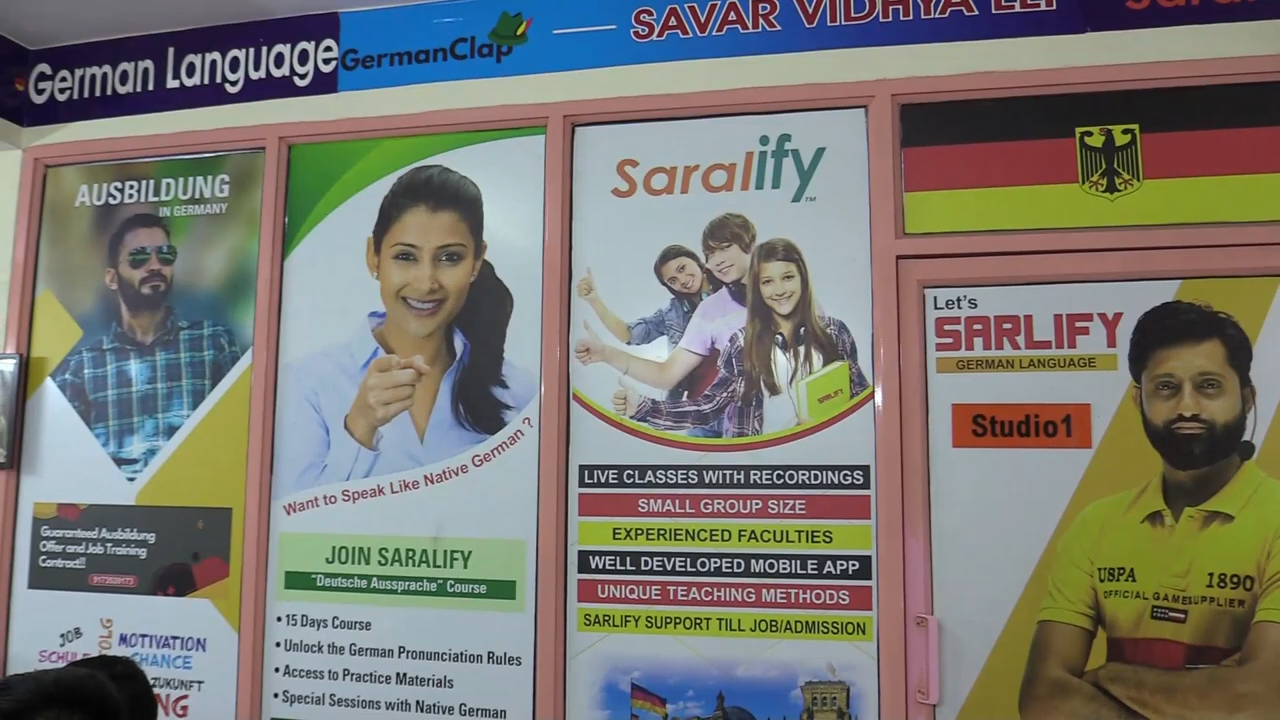 German Language
GermanClap
SAVAR VIDHYA LLP
AUSBILDUNG
IN GERMANY
Guaranteed Ausbildung
Offer and Job Training
Contract!!
JOB
MOTIVATION
CHANCE
ZUKUNFT
Want to Speak Like Native German ?
JOIN SARALIFY
"Deutsche Aussprache" Course
• 15 Days Course
• Unlock the German Pronunciation Rules
• Access to Practice Materials
• Special Sessions with Native German
Saralify™
SARLIFY
LIVE CLASSES WITH RECORDINGS
SMALL GROUP SIZE
EXPERIENCED FACULTIES
WELL DEVELOPED MOBILE APP
UNIQUE TEACHING METHODS
SARLIFY SUPPORT TILL JOB/ADMISSION
Let's
SARLIFY
GERMAN LANGUAGE
Studio1
USPA 1890
OFFICIAL GAME SUPPLIER